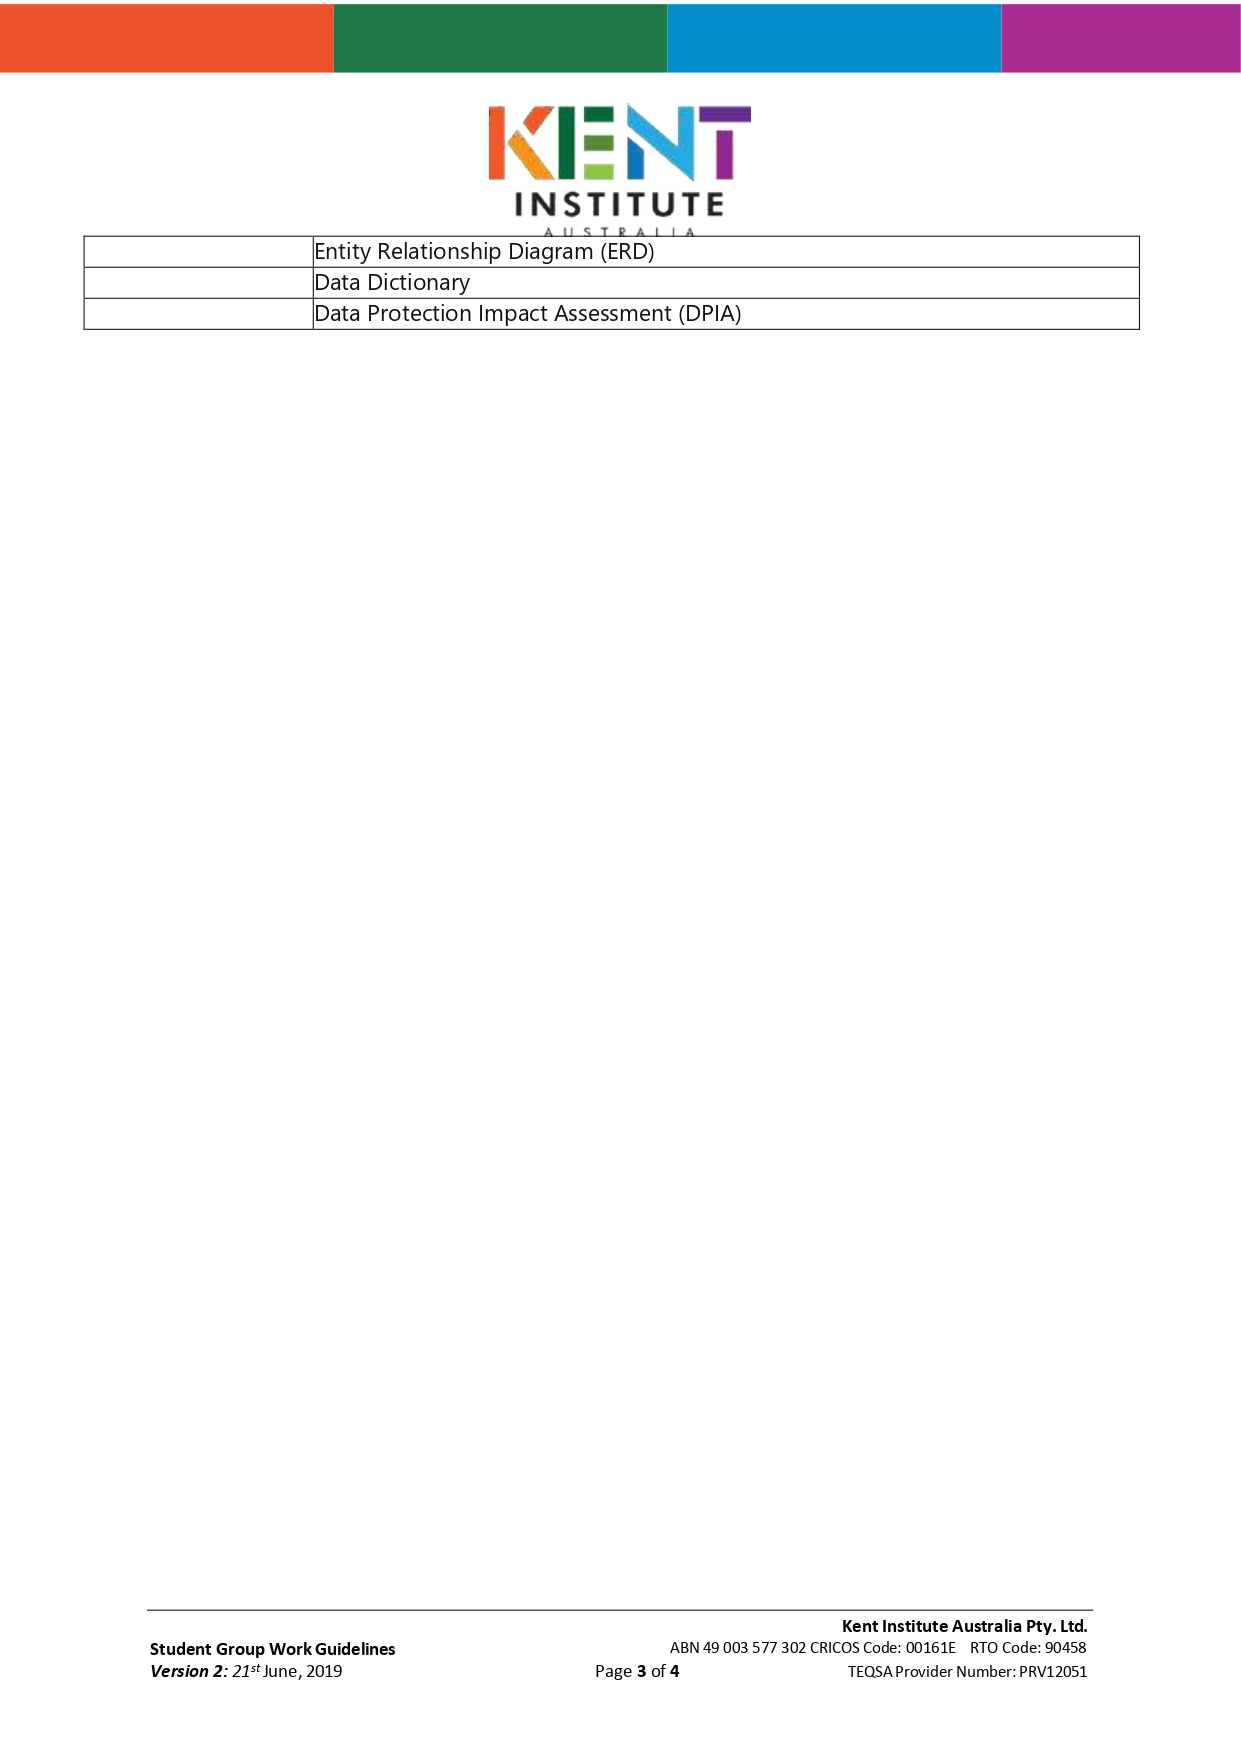 KENT
INSTITUTE
AUSTRALIA
Entity Relationship Diagram (ERD)
Data Dictionary
Data Protection Impact Assessment (DPIA)
Kent Institute Australia Pty. Ltd.
Student Group Work Guidelines ABN 49 003 577 302 CRICOS Code: 00161E RTO Code: 90458
Version 2: 21st June, 2019 Page 3 of 4 TEQSA Provider Number: PRV12051